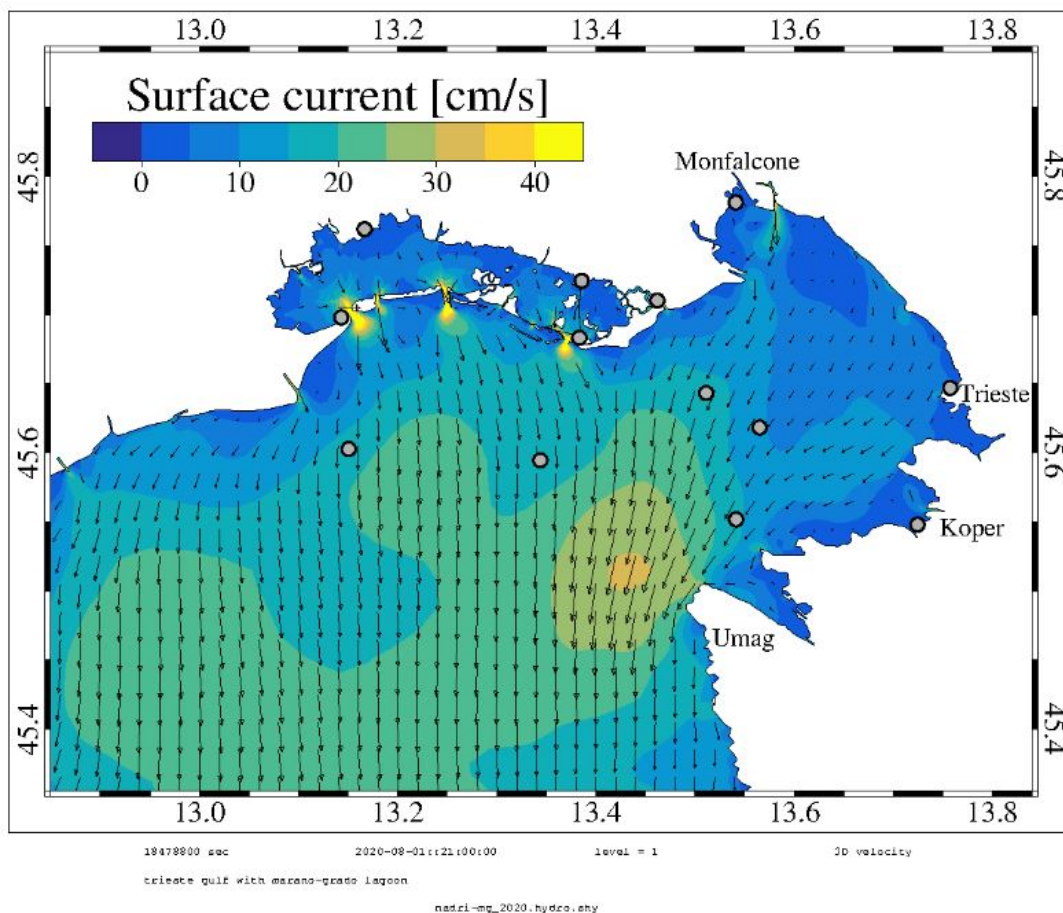 13.0 13.2 13.4 13.6 13.8
Surface current [cm/s]
0 10 20 30 40
45.8 45.8
Monfalcone
Trieste
45.6 45.6
Koper
Umag
45.4 45.4
13.0 13.2 13.4 13.6 13.8
18478800 sec 2020-08-01::21:00:00 level = 1 3D velocity
trieste gulf with marano-grado lagoon
nadri-mg_2020.hydro.shy